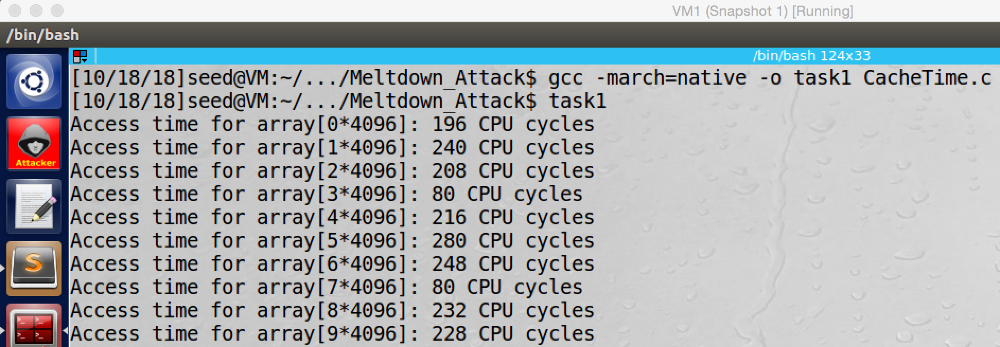 VM1 (Snapshot 1) [Running]
/bin/bash
/bin/bash 124x33
[10/18/18]seed@VM:~/.../Meltdown_Attack$ gcc -march=native -o task1 CacheTime.c
[10/18/18]seed@VM:~/.../Meltdown_Attack$ task1
Access time for array[0*4096]: 196 CPU cycles
Access time for array[1*4096]: 240 CPU cycles
Access time for array[2*4096]: 208 CPU cycles
Access time for array[3*4096]: 80 CPU cycles
Access time for array[4*4096]: 216 CPU cycles
Access time for array[5*4096]: 280 CPU cycles
Access time for array[6*4096]: 248 CPU cycles
Access time for array[7*4096]: 80 CPU cycles
Access time for array[8*4096]: 232 CPU cycles
Access time for array[9*4096]: 228 CPU cycles
Attacker
S